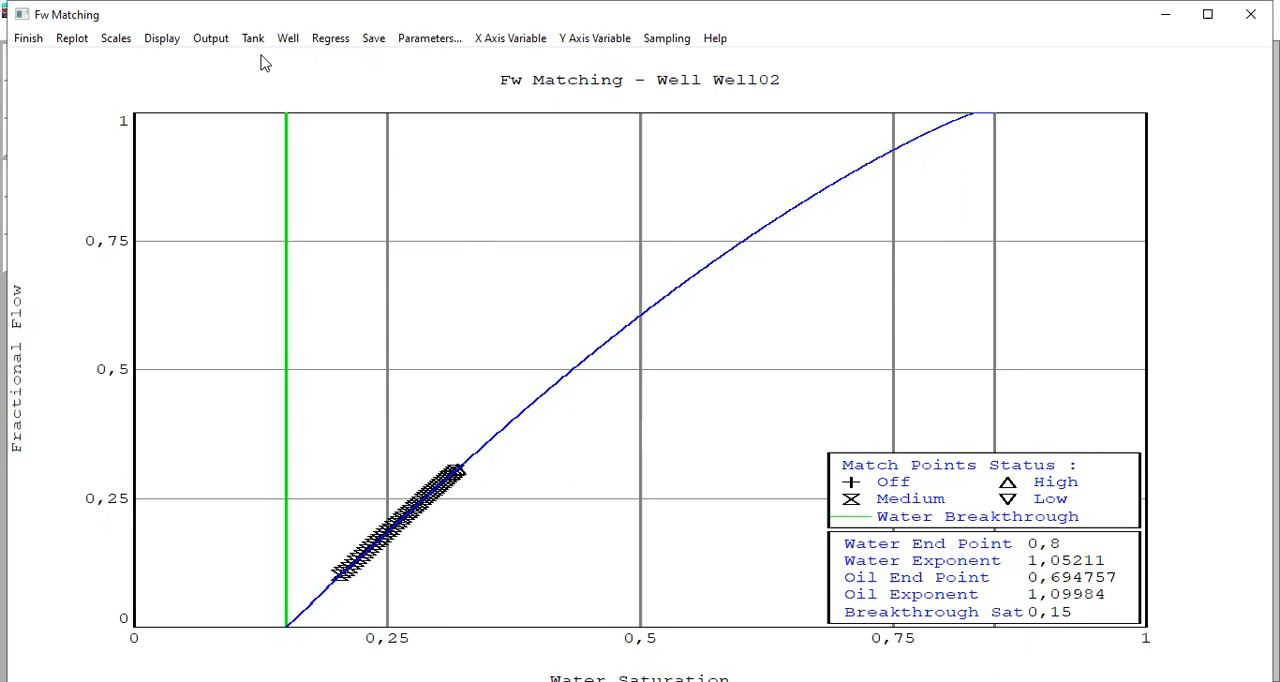 Fw Matching
Finish Replot Scales Display Output Tank Well Regress Save Parameters... X Axis Variable Y Axis Variable Sampling Help
Fw Matching - Well Well02
1
0,75
0,5
0,25
0
Fractional Flow
0 0,25 0,5 0,75 1
Water Saturation
Match Points Status :
Off High
Medium Low
Water Breakthrough
Water End Point 0,8
Water Exponent 1,05211
Oil End Point 0,694757
Oil Exponent 1,09984
Breakthrough Sat 0,15